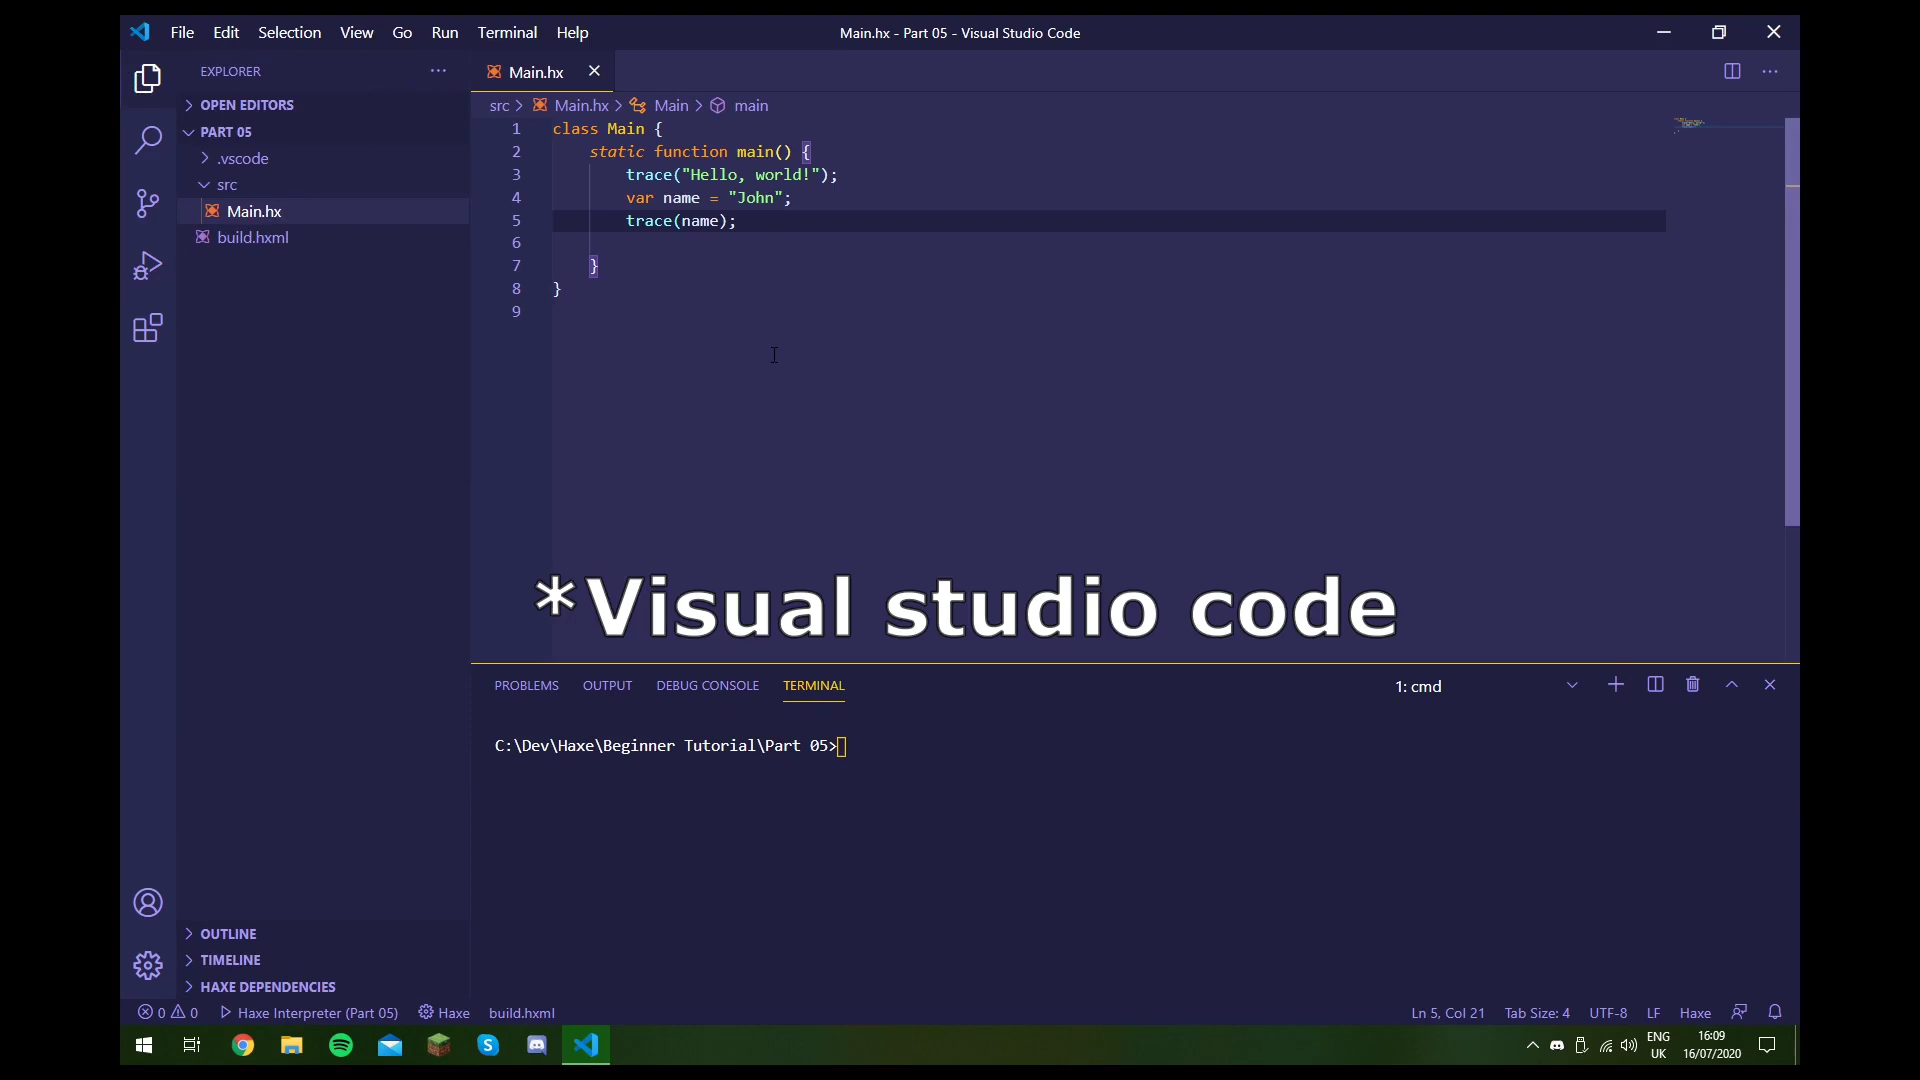 File Edit Selection View Go Run Terminal Help
Main.hx - Part 05 - Visual Studio Code
EXPLORER
OPEN EDITORS
PART 05
.vscode
src
Main.hx
build.hxml
Main.hx
src > Main.hx > Main > main
1 class Main {
2 static function main() {
3 trace("Hello, world!");
4 var name = "John";
5 trace(name);
6
7 }
8 }
9
*Visual studio code
PROBLEMS OUTPUT DEBUG CONSOLE TERMINAL
1: cmd
C:\Dev\Haxe\Beginner Tutorial\Part 05>
OUTLINE
TIMELINE
HAXE DEPENDENCIES
0 0 Haxe Interpreter (Part 05) Haxe build.hxml
Ln 5, Col 21 Tab Size: 4 UTF-8 LF Haxe
ENG
UK
16:09
16/07/2020